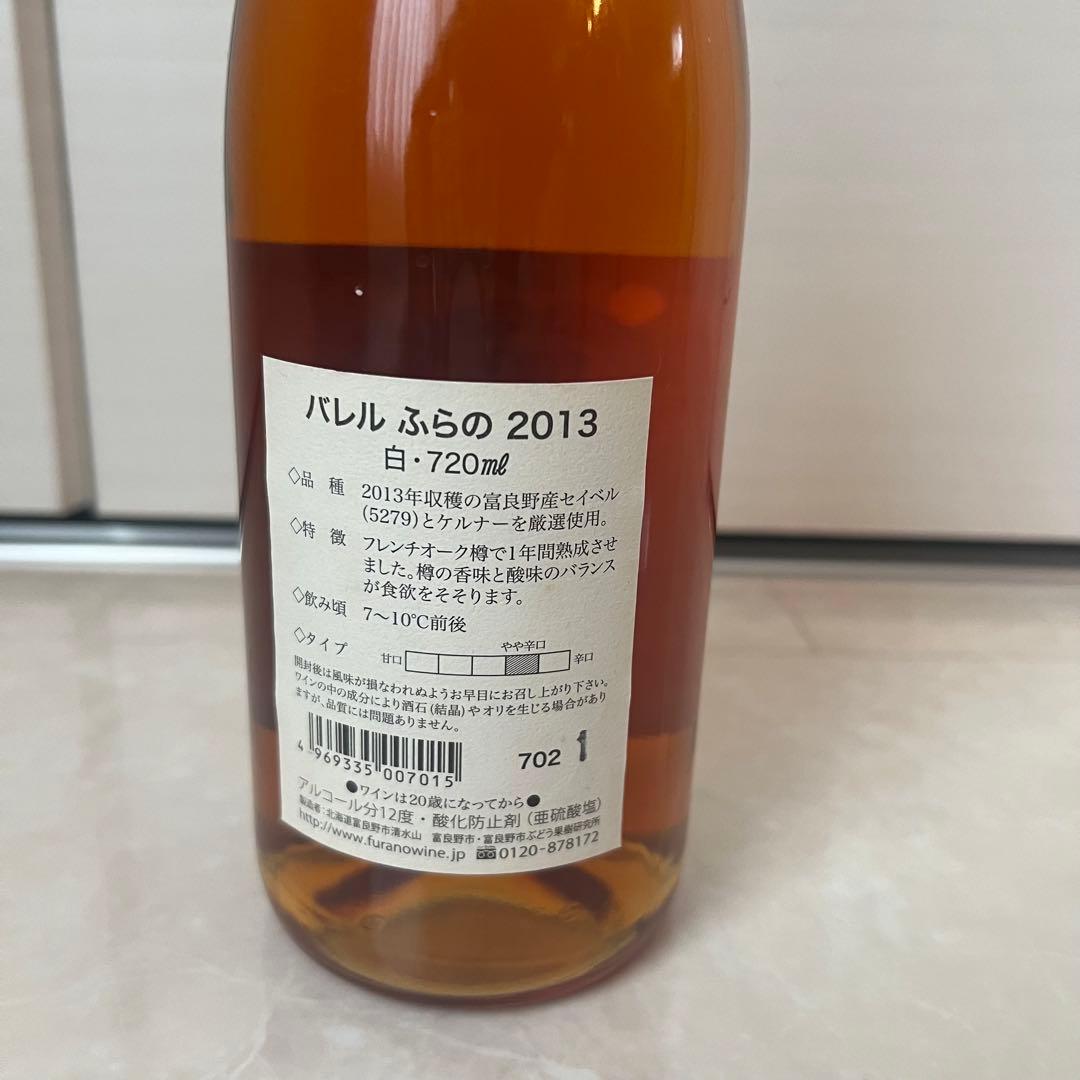 バレル ふらの 2013
白・720㎖
◇品 種 2013年収穫の富良野産セイベル
(5279)とケルナーを厳選使用。
◇特 徴 フレンチオーク樽で1年間熟成させ
ました。樽の香味と酸味のバランス
が食欲をそそります。
◇飲み頃 7〜10℃前後
◇タイプ 甘口 やや辛口 辛口
開封後は風味が損なわれぬようお早目にお召し上がり下さい。
ワインの中の成分により酒石(結晶)やオリを生じる場合があり
ますが、品質には問題ありません。
4 969335 007015
702 1
●ワインは20歳になってから●
アルコール分12度・酸化防止剤(亜硫酸塩)
製造者:北海道富良野市清水山 富良野市・富良野市ぶどう果樹研究所
http://www.furanowine.jp 0120-878172